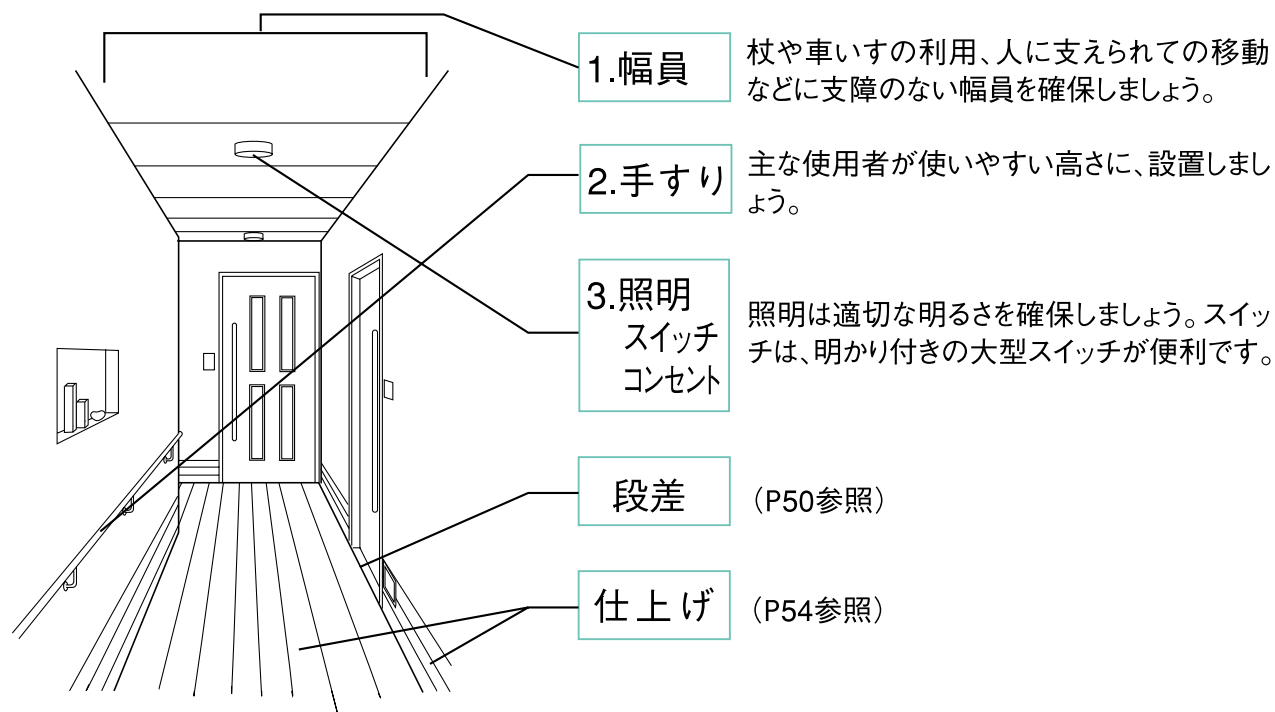 1.幅員
杖や車いすの利用、人に支えられての移動
などに支障のない幅員を確保しましょう。
2.手すり
主な使用者が使いやすい高さに、設置しまし
ょう。
3.照明
スイッチ
コンセント
照明は適切な明るさを確保しましょう。スイッ
チは、明かり付きの大型スイッチが便利です。
段差
（P50参照）
仕上げ
（P54参照）